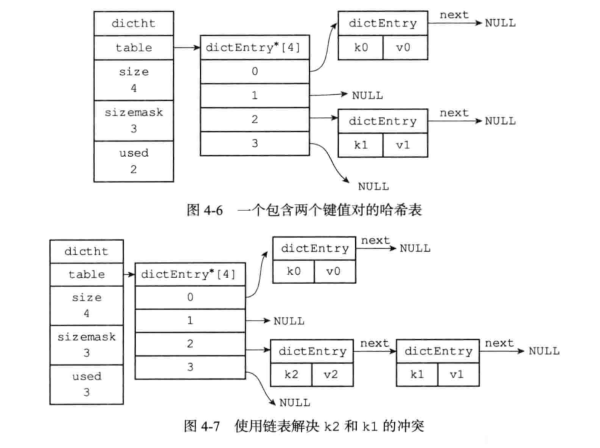 dictht
table
size
4
sizemask
3
used
2
dictEntry*[4]
0
1
2
3
dictEntry
k0 v0
next
NULL
NULL
dictEntry
k1 v1
next
NULL
NULL
图 4-6 一个包含两个键值对的哈希表
dictht
table
size
4
sizemask
3
used
3
dictEntry*[4]
0
1
2
3
dictEntry
k0 v0
next
NULL
NULL
dictEntry
k2 v2
next
dictEntry
k1 v1
next
NULL
NULL
图 4-7 使用链表解决 k2 和 k1 的冲突